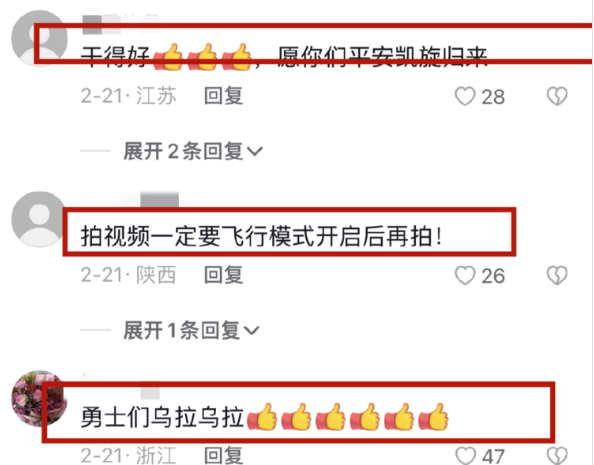 干得好👍👍👍，愿你们平安凯旋归来
2-21·江苏 回复 28
展开2条回复
拍视频一定要飞行模式开启后再拍！
2-21·陕西 回复 26
展开1条回复
勇士们乌拉乌拉👍👍👍👍👍👍
2-21·浙江 回复 47